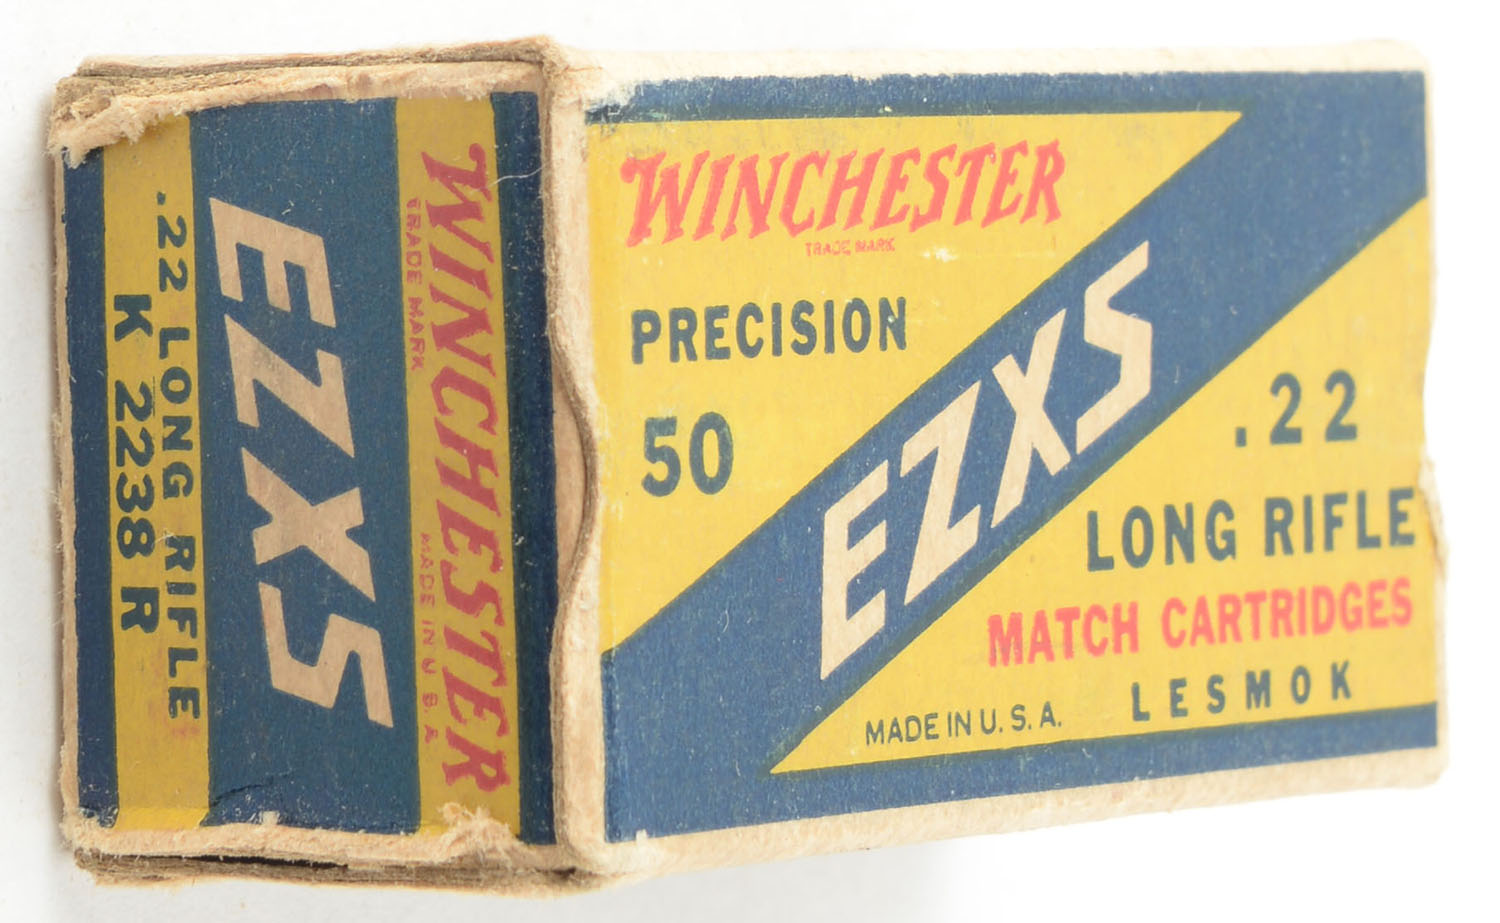 WINCHESTER
TRADE MARK
PRECISION
50
EZXS
.22
LONG RIFLE
MATCH CARTRIDGES
LESMOK
MADE IN U.S.A.
WINCHESTER
TRADE MARK
MADE IN U.S.A.
EZXS
.22 LONG RIFLE
K 2238 R